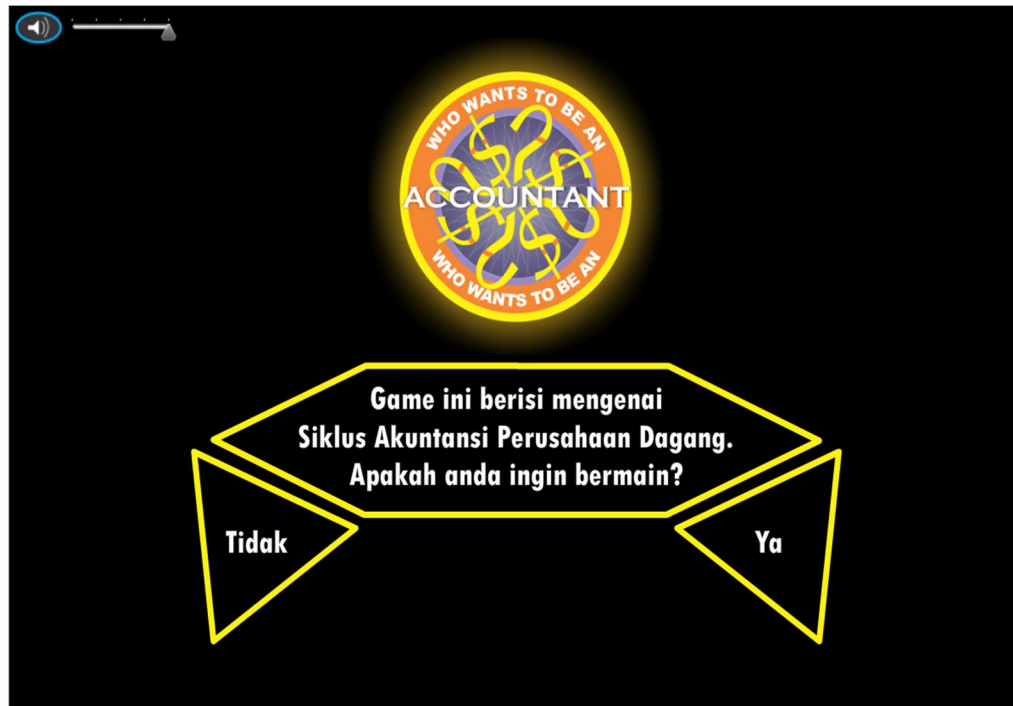 WHO WANTS TO BE AN
ACCOUNTANT
WHO WANTS TO BE AN
Game ini berisi mengenai
Siklus Akuntansi Perusahaan Dagang.
Apakah anda ingin bermain?
Tidak
Ya